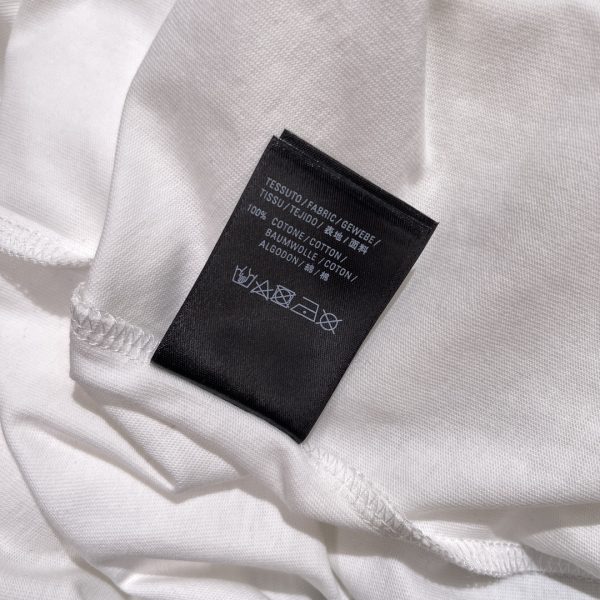 TESSUTO/FABRIC/GEWEBE/
TISSU/TEJIDO/表地/面料
100% COTONE/COTTON/
BAUMWOLLE/COTON/
ALGODON/綿/棉